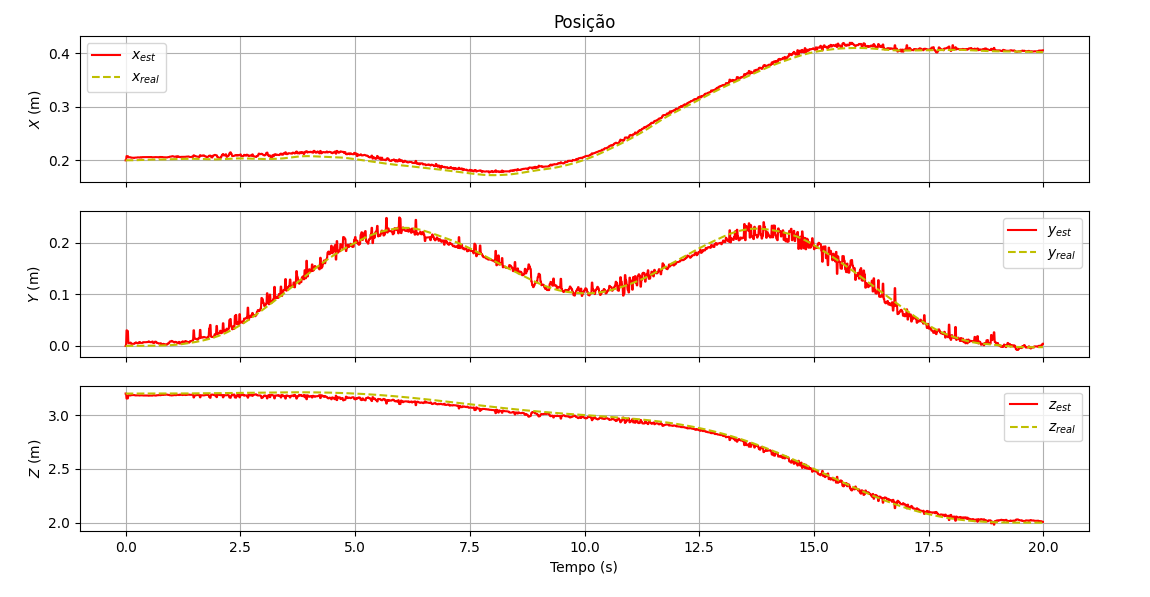 Posição
0.4
0.3
0.2
X (m)
x_est
x_real
0.2
0.1
0.0
Y (m)
y_est
y_real
3.0
2.5
2.0
Z (m)
z_est
z_real
0.0 2.5 5.0 7.5 10.0 12.5 15.0 17.5 20.0
Tempo (s)